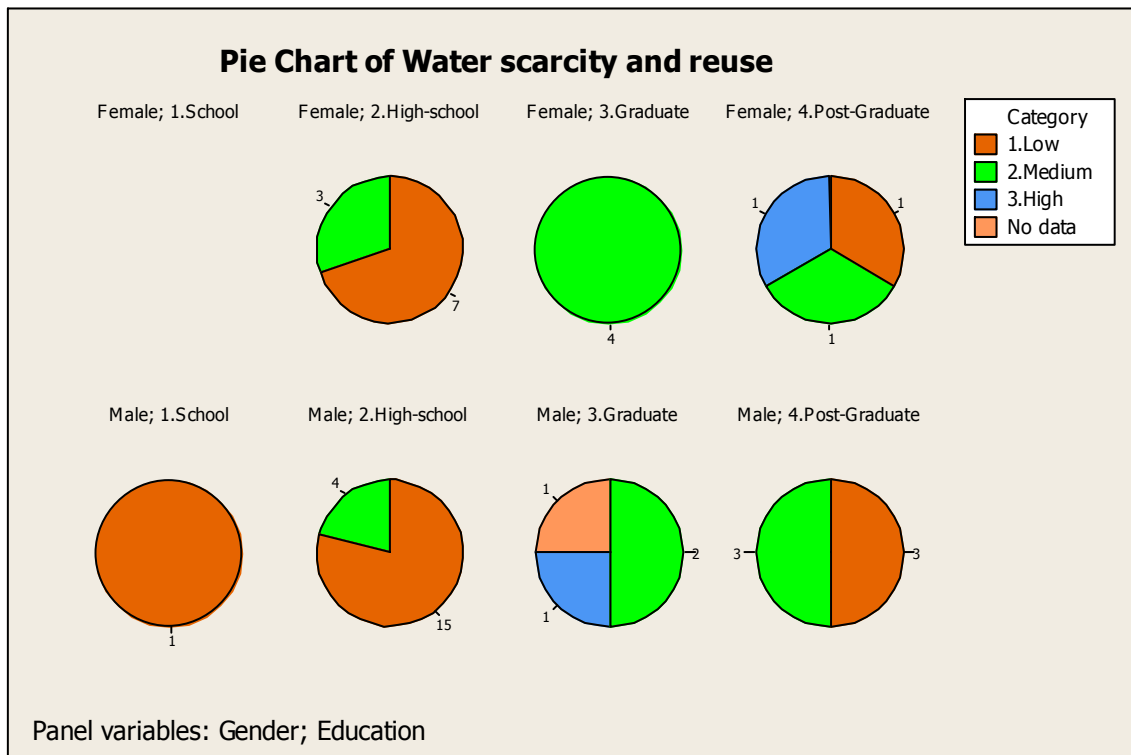 Pie Chart of Water scarcity and reuse
Female; 1.School
Female; 2.High-school
Female; 3.Graduate
Female; 4.Post-Graduate
Category
1.Low
2.Medium
3.High
No data
3
7
4
1
1
1
Male; 1.School
Male; 2.High-school
Male; 3.Graduate
Male; 4.Post-Graduate
1
4
15
1
2
1
3
3
Panel variables: Gender; Education